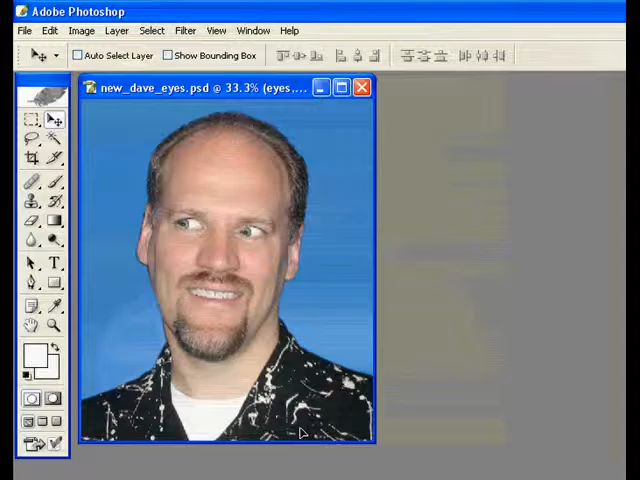 Adobe Photoshop
File Edit Image Layer Select Filter View Window Help
Auto Select Layer Show Bounding Box
new_dave_eyes.psd @ 33.3% (eyes,...
T